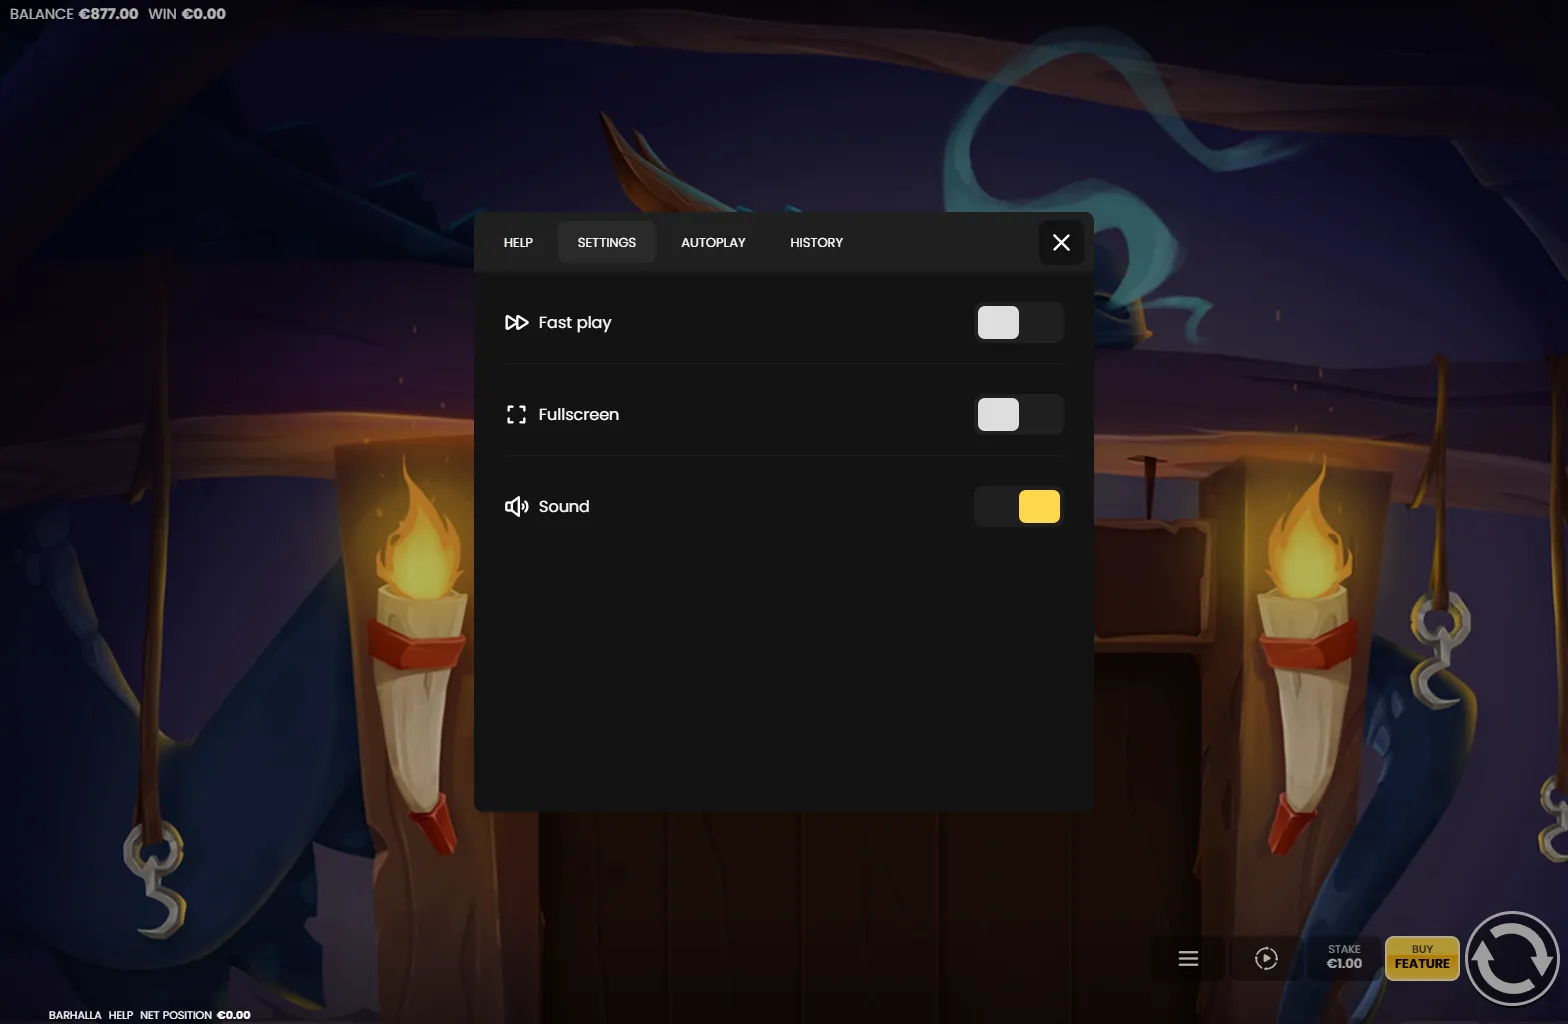 BALANCE €877.00 WIN €0.00
HELP SETTINGS AUTOPLAY HISTORY
Fast play
Fullscreen
Sound
STAKE
€1.00
BUY
FEATURE
BARHALLA HELP NET POSITION €0.00